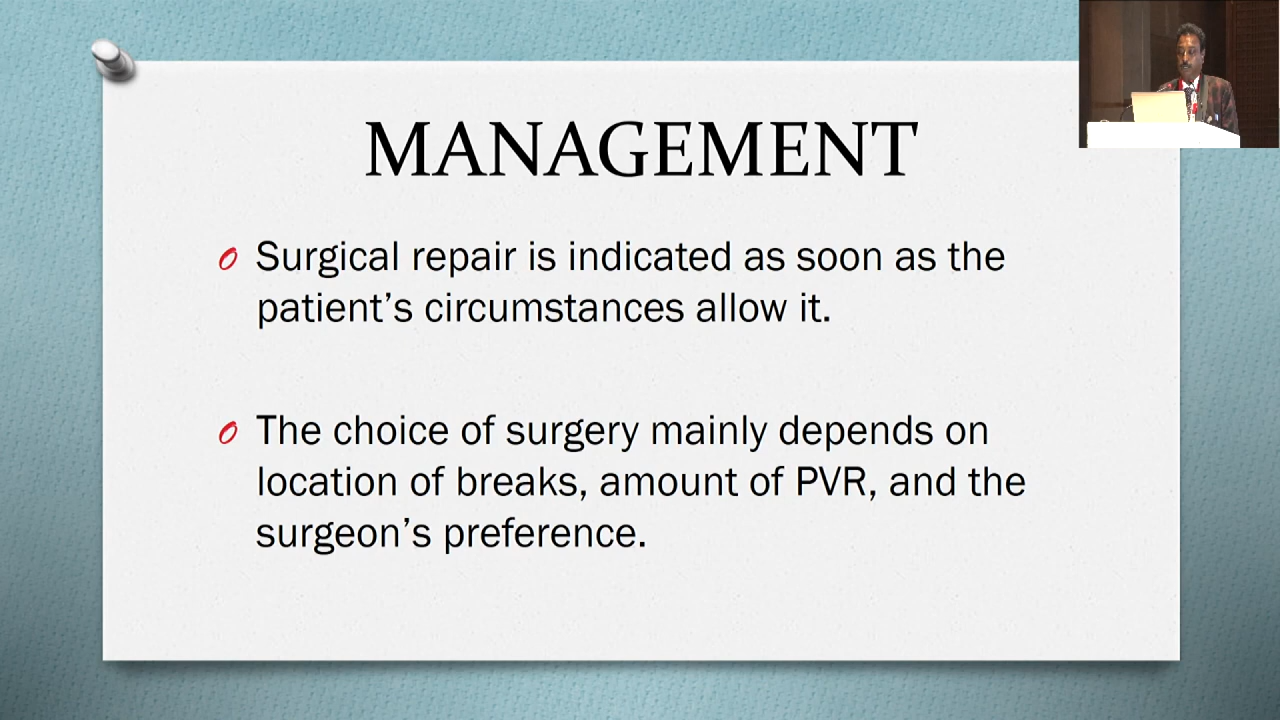 MANAGEMENT
Surgical repair is indicated as soon as the
patient’s circumstances allow it.
The choice of surgery mainly depends on
location of breaks, amount of PVR, and the
surgeon’s preference.